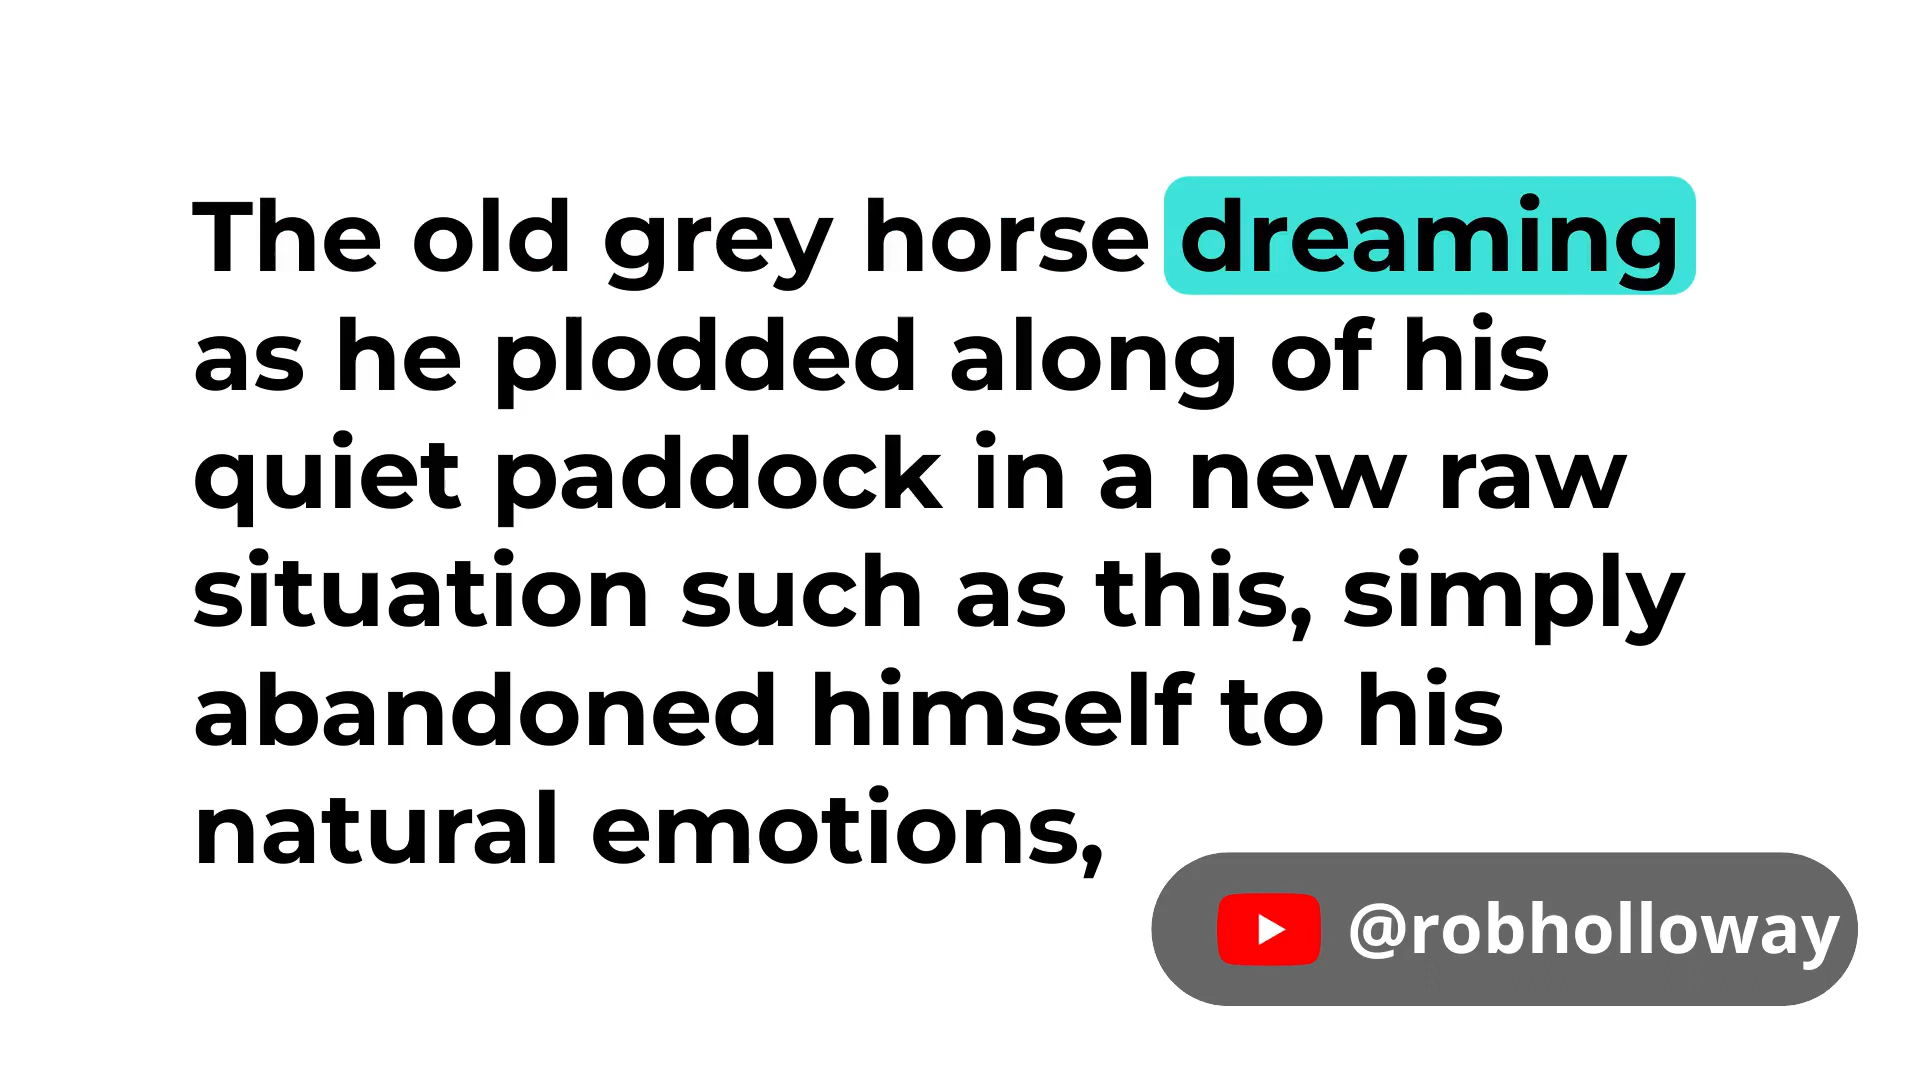 The old grey horse dreaming
as he plodded along of his
quiet paddock in a new raw
situation such as this, simply
abandoned himself to his
natural emotions,
@robholloway